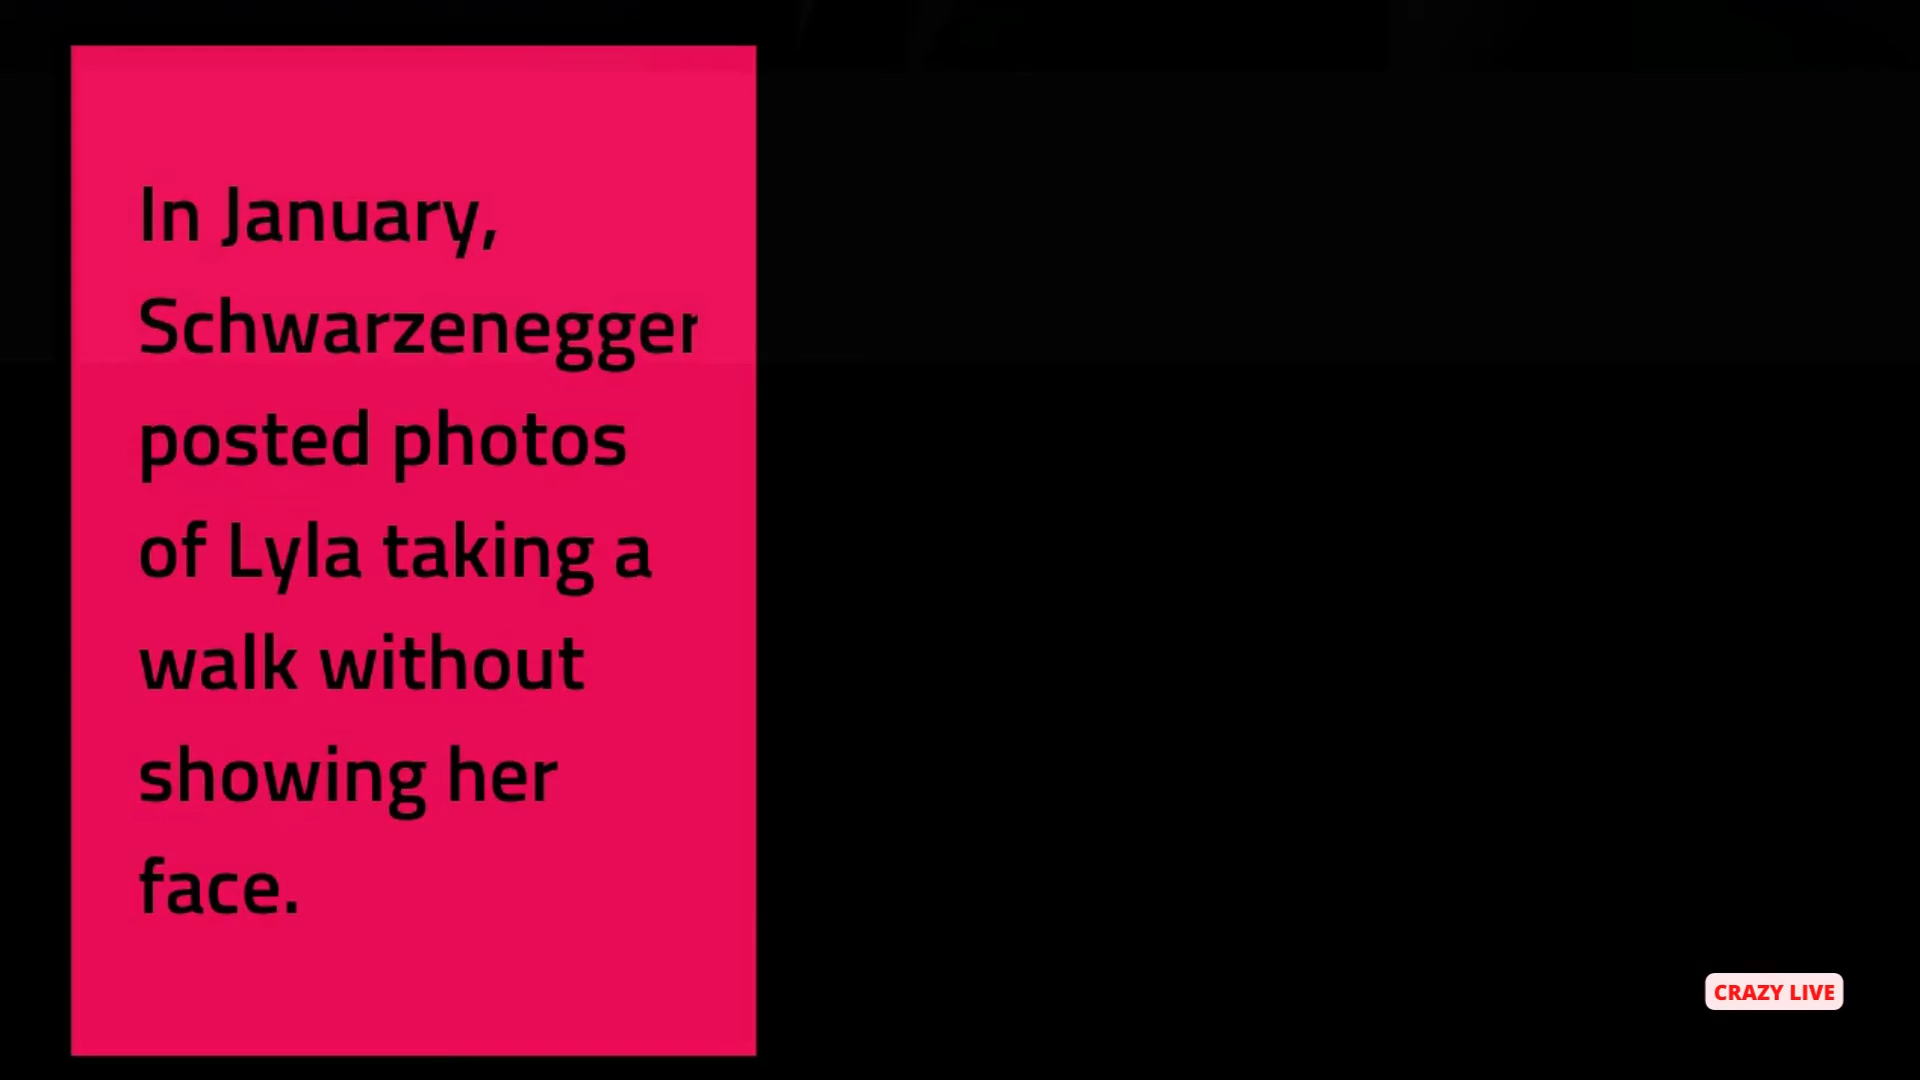 In January,
Schwarzenegger
posted photos
of Lyla taking a
walk without
showing her
face.
CRAZY LIVE